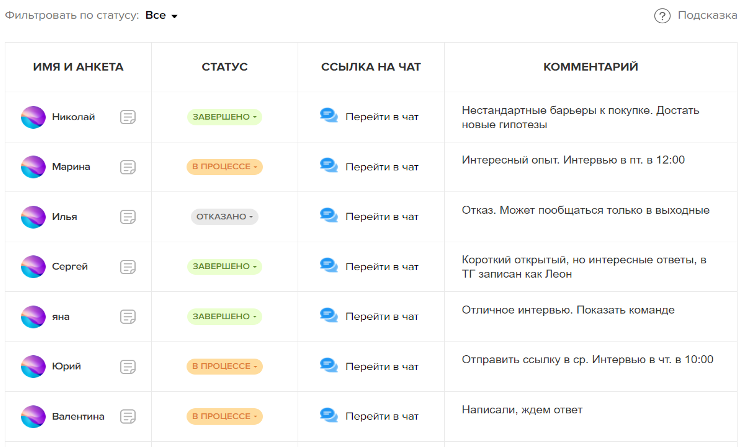 Фильтровать по статусу: Все
Подсказка
ИМЯ И АНКЕТА СТАТУС ССЫЛКА НА ЧАТ КОММЕНТАРИЙ
Николай ЗАВЕРШЕНО Перейти в чат Нестандартные барьеры к покупке. Достать
новые гипотезы
Марина В ПРОЦЕССЕ Перейти в чат Интересный опыт. Интервью в пт. в 12:00
Илья ОТКАЗАНО Перейти в чат Отказ. Может пообщаться только в выходные
Сергей ЗАВЕРШЕНО Перейти в чат Короткий открытый, но интересные ответы, в
ТГ записан как Леон
яна ЗАВЕРШЕНО Перейти в чат Отличное интервью. Показать команде
Юрий В ПРОЦЕССЕ Перейти в чат Отправить ссылку в ср. Интервью в чт. в 10:00
Валентина В ПРОЦЕССЕ Перейти в чат Написали, ждем ответ